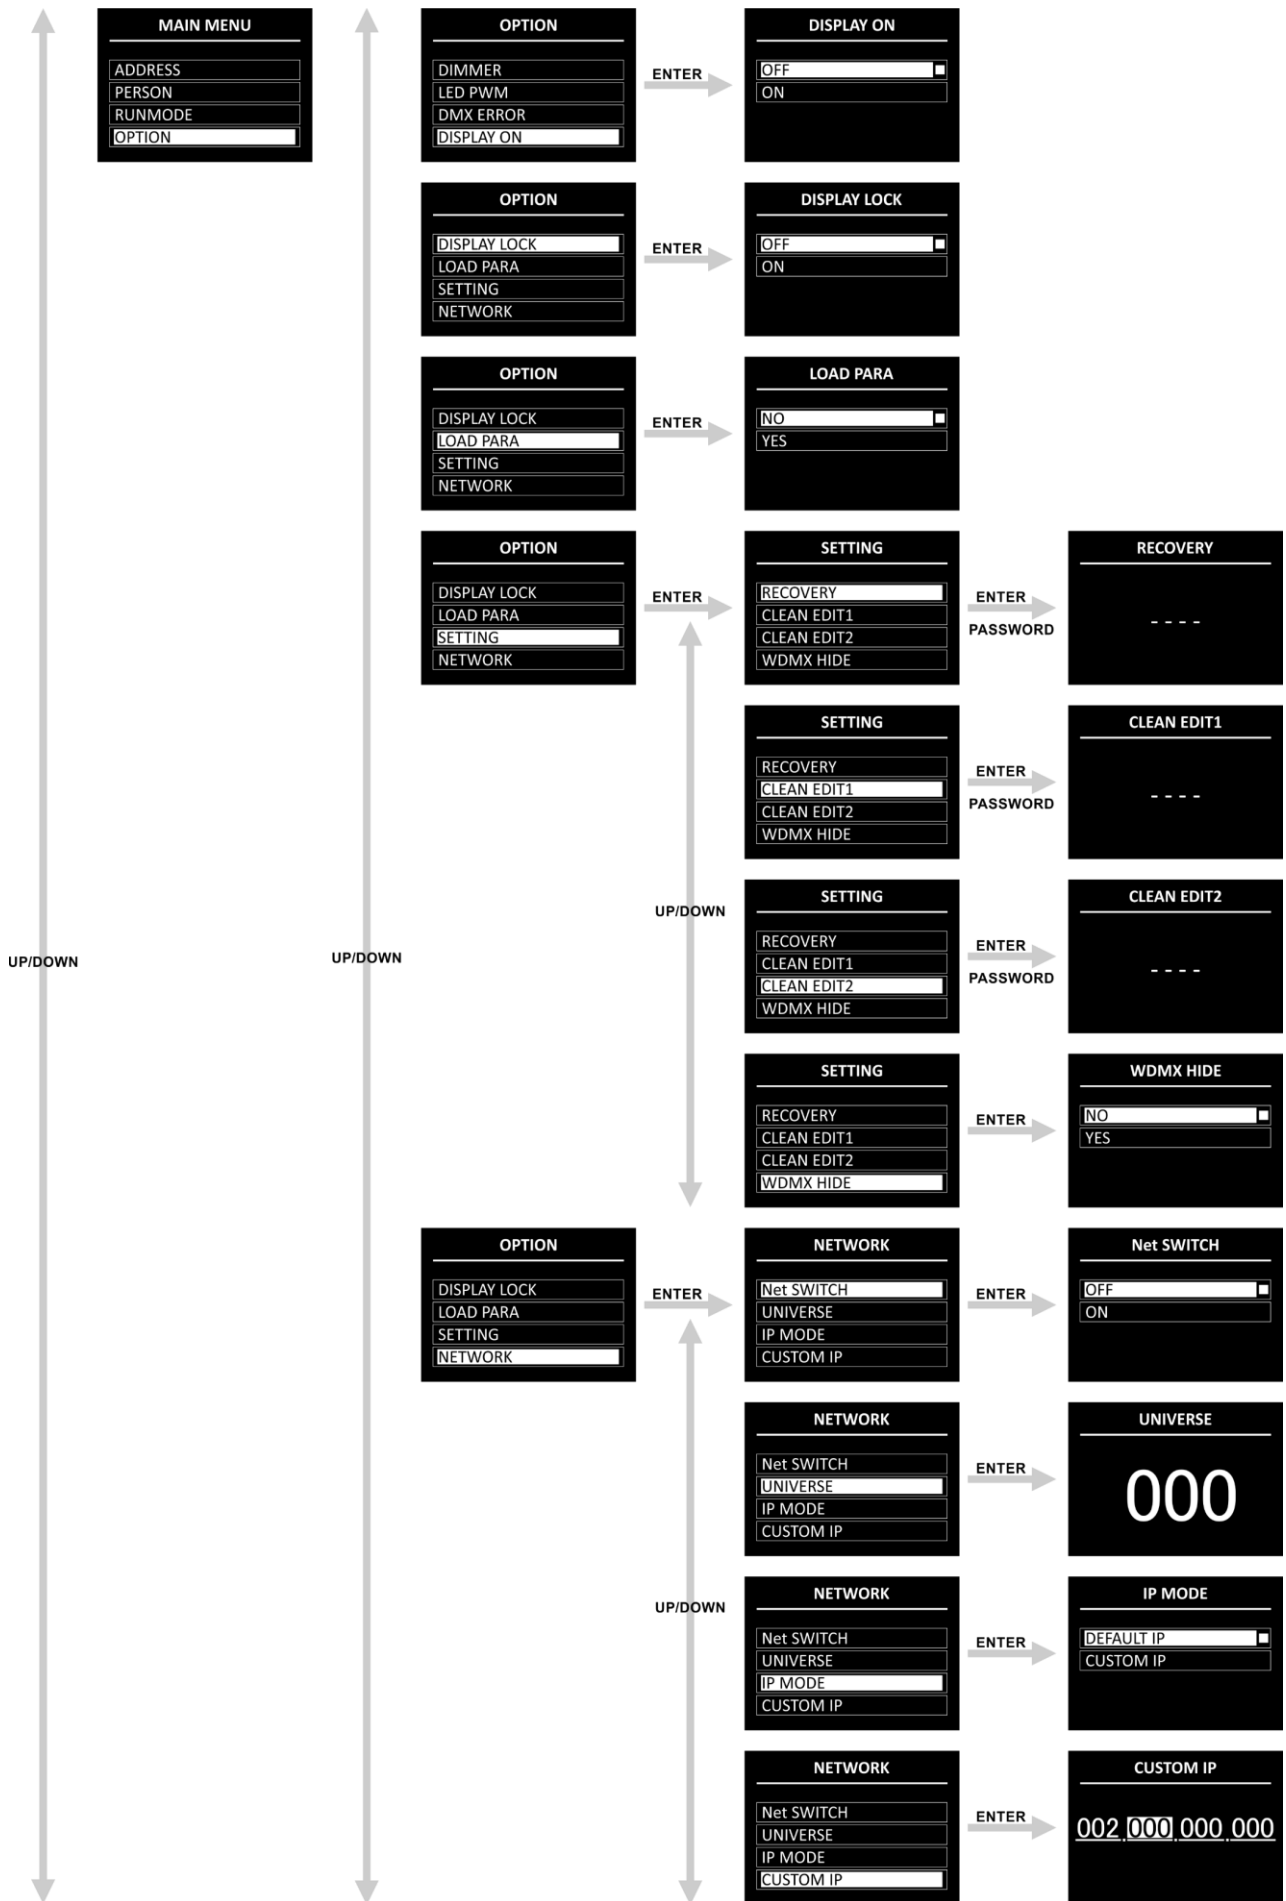 MAIN MENU
ADDRESS
PERSON
RUNMODE
OPTION
OPTION
DIMMER
LED PWM
DMX ERROR
DISPLAY ON
ENTER
DISPLAY ON
OFF
ON
OPTION
DISPLAY LOCK
LOAD PARA
SETTING
NETWORK
ENTER
DISPLAY LOCK
OFF
ON
OPTION
DISPLAY LOCK
LOAD PARA
SETTING
NETWORK
ENTER
LOAD PARA
NO
YES
OPTION
DISPLAY LOCK
LOAD PARA
SETTING
NETWORK
ENTER
SETTING
RECOVERY
CLEAN EDIT1
CLEAN EDIT2
WDMX HIDE
ENTER
PASSWORD
RECOVERY
- - - -
SETTING
RECOVERY
CLEAN EDIT1
CLEAN EDIT2
WDMX HIDE
ENTER
PASSWORD
CLEAN EDIT1
- - - -
UP/DOWN
UP/DOWN
UP/DOWN
SETTING
RECOVERY
CLEAN EDIT1
CLEAN EDIT2
WDMX HIDE
ENTER
PASSWORD
CLEAN EDIT2
- - - -
SETTING
RECOVERY
CLEAN EDIT1
CLEAN EDIT2
WDMX HIDE
ENTER
WDMX HIDE
NO
YES
OPTION
DISPLAY LOCK
LOAD PARA
SETTING
NETWORK
ENTER
NETWORK
Net SWITCH
UNIVERSE
IP MODE
CUSTOM IP
ENTER
Net SWITCH
OFF
ON
NETWORK
Net SWITCH
UNIVERSE
IP MODE
CUSTOM IP
ENTER
UNIVERSE
000
UP/DOWN
NETWORK
Net SWITCH
UNIVERSE
IP MODE
CUSTOM IP
ENTER
IP MODE
DEFAULT IP
CUSTOM IP
NETWORK
Net SWITCH
UNIVERSE
IP MODE
CUSTOM IP
ENTER
CUSTOM IP
002.000.000.000